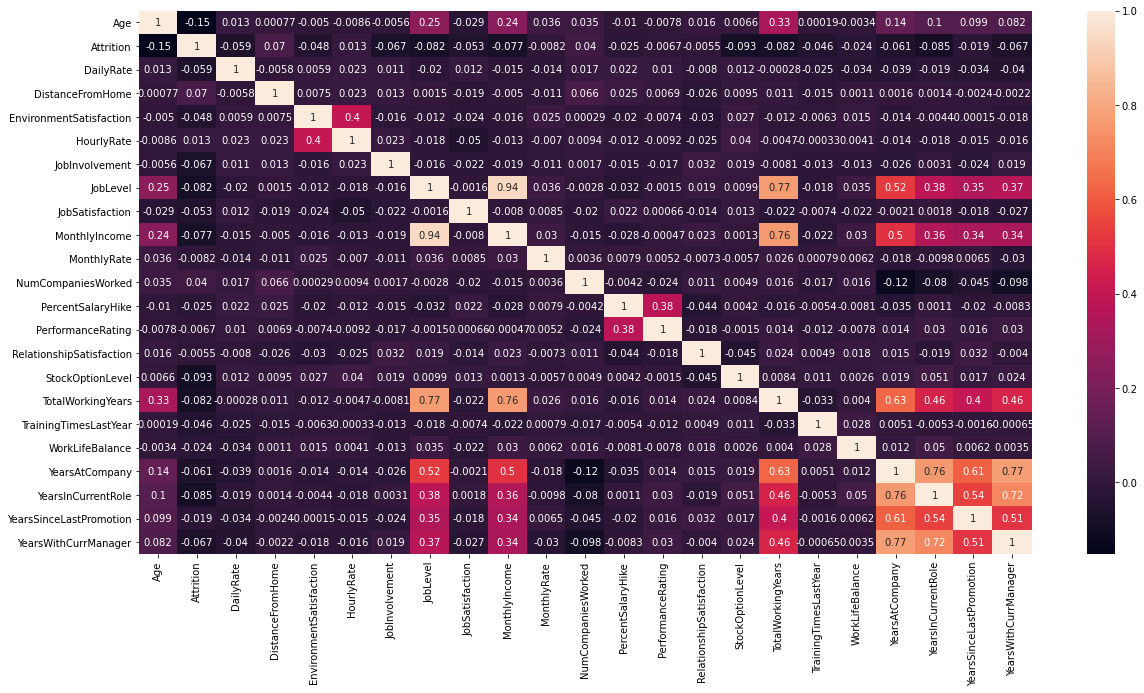 Age 1 -0.15 0.013 0.00077 -0.005 -0.0086 -0.0056 0.25 -0.029 0.24 0.036 0.035 -0.01 -0.0078 0.016 0.0066 0.33 0.00019 -0.0034 0.14 0.1 0.099 0.082
Attrition -0.15 1 -0.059 0.07 -0.048 0.013 -0.067 -0.082 -0.053 -0.077 -0.0082 0.04 -0.025 -0.0067 -0.0055 -0.093 -0.082 -0.046 -0.024 -0.061 -0.085 -0.019 -0.067
DailyRate 0.013 -0.059 1 -0.0058 0.0059 0.023 0.011 -0.02 0.012 -0.015 -0.014 0.017 0.022 0.01 -0.008 0.012 -0.00028 -0.025 -0.034 -0.039 -0.019 -0.034 -0.04
DistanceFromHome 0.00077 0.07 -0.0058 1 0.0075 0.023 0.013 0.0015 -0.019 -0.005 -0.011 0.066 0.025 0.0069 -0.026 0.0095 0.011 -0.015 0.0011 0.0016 0.0014 -0.0024 -0.0022
EnvironmentSatisfaction -0.005 -0.048 0.0059 0.0075 1 0.4 -0.016 -0.012 -0.024 -0.016 0.025 0.00029 -0.02 -0.0074 -0.03 0.027 -0.012 -0.0063 0.015 -0.014 -0.0044 0.00015 -0.018
HourlyRate -0.0086 0.013 0.023 0.023 0.4 1 0.023 -0.018 -0.05 -0.013 -0.007 0.0094 -0.012 -0.0092 -0.025 0.04 -0.0047 0.00033 0.0041 -0.014 -0.018 -0.015 -0.016
JobInvolvement -0.0056 -0.067 0.011 0.013 -0.016 0.023 1 -0.016 -0.022 -0.019 -0.011 0.0017 -0.015 -0.017 0.032 0.019 -0.0081 -0.013 -0.013 -0.026 0.0031 -0.024 0.019
JobLevel 0.25 -0.082 -0.02 0.0015 -0.012 -0.018 -0.016 1 -0.0016 0.94 0.036 -0.0028 -0.032 -0.0015 0.019 0.0099 0.77 -0.018 0.035 0.52 0.38 0.35 0.37
JobSatisfaction -0.029 -0.053 0.012 -0.019 -0.024 -0.05 -0.022 -0.0016 1 -0.008 0.0085 -0.02 0.022 0.00066 -0.014 0.013 -0.022 -0.0074 -0.022 -0.0021 0.0018 -0.018 -0.027
MonthlyIncome 0.24 -0.077 -0.015 -0.005 -0.016 -0.013 -0.019 0.94 -0.008 1 0.03 -0.015 -0.028 -0.00047 0.023 0.0013 0.76 -0.022 0.03 0.5 0.36 0.34 0.34
MonthlyRate 0.036 -0.0082 -0.014 -0.011 0.025 -0.007 -0.011 0.036 0.0085 0.03 1 0.0036 0.0079 0.0052 -0.0073 -0.0057 0.026 0.00079 0.0062 -0.018 -0.0098 0.0065 -0.03
NumCompaniesWorked 0.035 0.04 0.017 0.066 0.00029 0.0094 0.0017 -0.0028 -0.02 -0.015 0.0036 1 -0.0042 -0.024 0.011 0.0049 0.016 -0.017 0.016 -0.12 -0.08 -0.045 -0.098
PercentSalaryHike -0.01 -0.025 0.022 0.025 -0.02 -0.012 -0.015 -0.032 0.022 -0.028 0.0079 -0.0042 1 0.38 -0.044 0.0042 -0.016 -0.0054 -0.0081 -0.035 0.0011 -0.02 -0.0083
PerformanceRating -0.0078 -0.0067 0.01 0.0069 -0.0074 -0.0092 -0.017 -0.0015 0.00066 -0.00047 0.0052 -0.024 0.38 1 -0.018 -0.0015 0.014 -0.012 -0.0078 0.014 0.03 0.016 0.03
RelationshipSatisfaction 0.016 -0.0055 -0.008 -0.026 -0.03 -0.025 0.032 0.019 -0.014 0.023 -0.0073 0.011 -0.044 -0.018 1 -0.045 0.024 0.0049 0.018 0.015 -0.019 0.032 -0.004
StockOptionLevel 0.0066 -0.093 0.012 0.0095 0.027 0.04 0.019 0.0099 0.013 0.0013 -0.0057 0.0049 0.0042 -0.0015 -0.045 1 0.0084 0.011 0.0026 0.019 0.051 0.017 0.024
TotalWorkingYears 0.33 -0.082 -0.00028 0.011 -0.012 -0.0047 -0.0081 0.77 -0.022 0.76 0.026 0.016 -0.016 0.014 0.024 0.0084 1 -0.033 0.004 0.63 0.46 0.4 0.46
TrainingTimesLastYear 0.00019 -0.046 -0.025 -0.015 -0.0063 0.00033 -0.013 -0.018 -0.0074 -0.022 0.00079 -0.017 -0.0054 -0.012 0.0049 0.011 -0.033 1 0.028 0.0051 -0.0053 -0.0016 0.00065
WorkLifeBalance -0.0034 -0.024 -0.034 0.0011 0.015 0.0041 -0.013 0.035 -0.022 0.03 0.0062 0.016 -0.0081 -0.0078 0.018 0.0026 0.004 0.028 1 0.012 0.05 0.0062 0.0035
YearsAtCompany 0.14 -0.061 -0.039 0.0016 -0.014 -0.014 -0.026 0.52 -0.0021 0.5 -0.018 -0.12 -0.035 0.014 0.015 0.019 0.63 0.0051 0.012 1 0.76 0.61 0.77
YearsInCurrentRole 0.1 -0.085 -0.019 0.0014 -0.0044 -0.018 0.0031 0.38 0.0018 0.36 -0.0098 -0.08 0.0011 0.03 -0.019 0.051 0.46 -0.0053 0.05 0.76 1 0.54 0.72
YearsSinceLastPromotion 0.099 -0.019 -0.034 -0.0024 0.00015 -0.015 -0.024 0.35 -0.018 0.34 0.0065 -0.045 -0.02 0.016 0.032 0.017 0.4 -0.0016 0.0062 0.61 0.54 1 0.51
YearsWithCurrManager 0.082 -0.067 -0.04 -0.0022 -0.018 -0.016 0.019 0.37 -0.027 0.34 -0.03 -0.098 -0.0083 0.03 -0.004 0.024 0.46 -0.00065 0.0035 0.77 0.72 0.51 1
Age
Attrition
DailyRate
DistanceFromHome
EnvironmentSatisfaction
HourlyRate
JobInvolvement
JobLevel
JobSatisfaction
MonthlyIncome
MonthlyRate
NumCompaniesWorked
PercentSalaryHike
PerformanceRating
RelationshipSatisfaction
StockOptionLevel
TotalWorkingYears
TrainingTimesLastYear
WorkLifeBalance
YearsAtCompany
YearsInCurrentRole
YearsSinceLastPromotion
YearsWithCurrManager
1.0
0.8
0.6
0.4
0.2
0.0